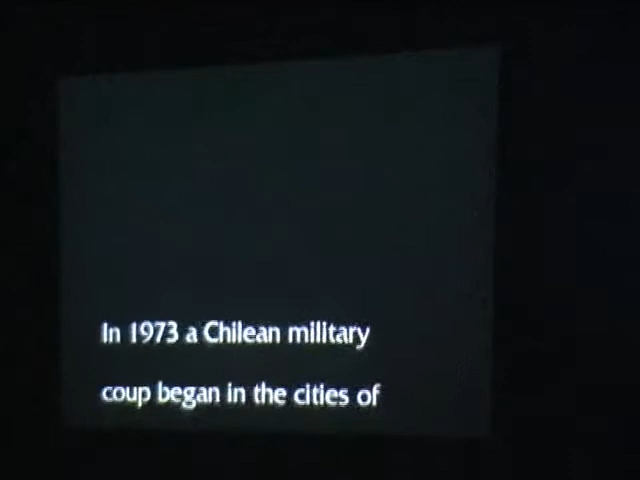 In 1973 a Chilean military
coup began in the cities of